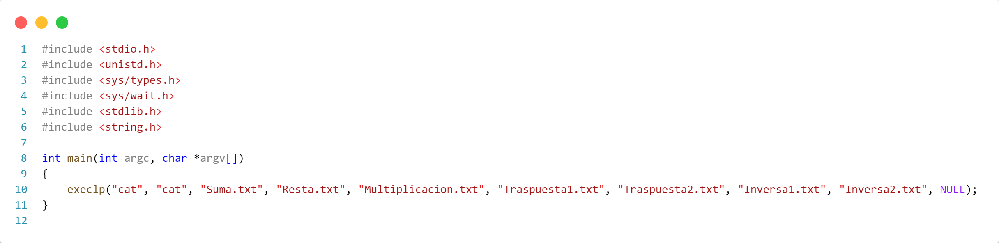 1 #include <stdio.h>
2 #include <unistd.h>
3 #include <sys/types.h>
4 #include <sys/wait.h>
5 #include <stdlib.h>
6 #include <string.h>
7
8 int main(int argc, char *argv[])
9 {
10     execlp("cat", "cat", "Suma.txt", "Resta.txt", "Multiplicacion.txt", "Traspuesta1.txt", "Traspuesta2.txt", "Inversa1.txt", "Inversa2.txt", NULL);
11 }
12